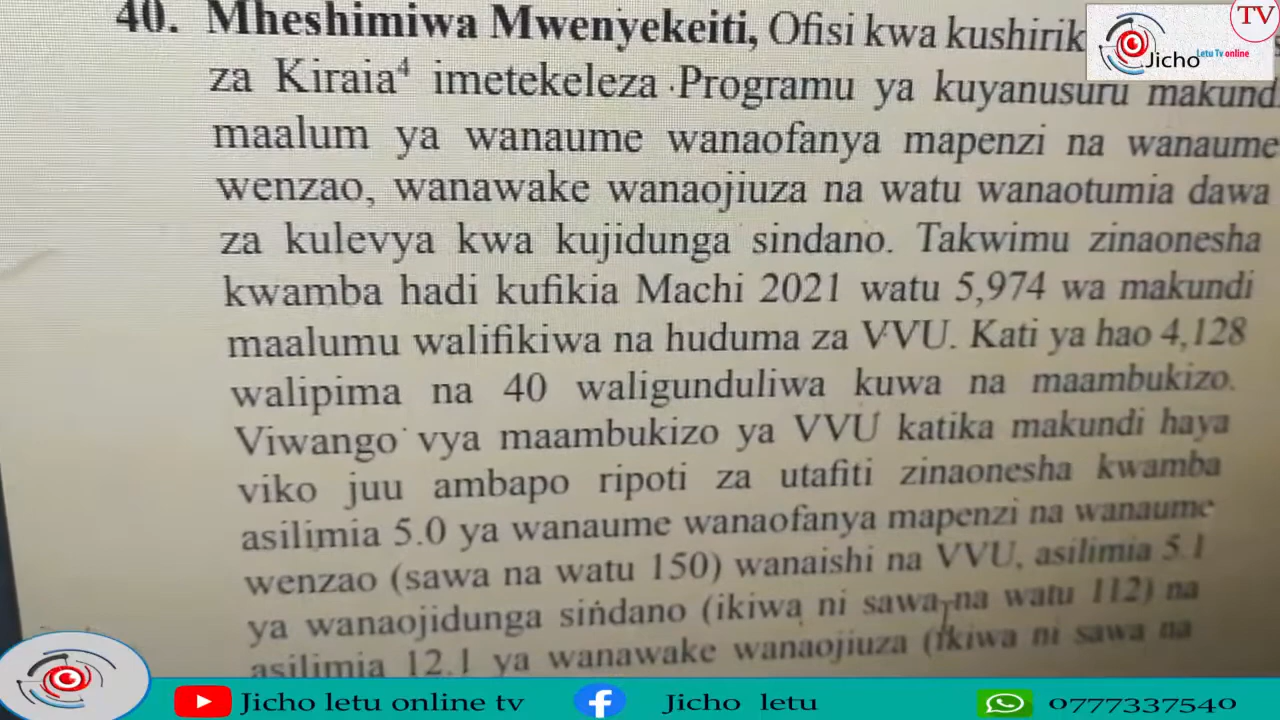 40. Mheshimiwa Mwenyekeiti, Ofisi kwa kushirik
za Kiraia⁴ imetekeleza Programu ya kuyanusuru makund
maalum ya wanaume wanaofanya mapenzi na wanaume
wenzao, wanawake wanaojiuza na watu wanaotumia dawa
za kulevya kwa kujidunga sindano. Takwimu zinaonesha
kwamba hadi kufikia Machi 2021 watu 5,974 wa makundi
maalumu walifikiwa na huduma za VVU. Kati ya hao 4,128
walipima na 40 waligunduliwa kuwa na maambukizo.
Viwango vya maambukizo ya VVU katika makundi haya
viko juu ambapo ripoti za utafiti zinaonesha kwamba
asilimia 5.0 ya wanaume wanaofanya mapenzi na wanaume
wenzao (sawa na watu 150) wanaishi na VVU, asilimia 5.1
ya wanaojidunga sindano (ikiwa ni sawa na watu 112) na
asilimia 12.1 ya wanawake wanaojiuza (ikiwa ni sawa na
TV
Jicho Letu Tv online
Jicho letu online tv
Jicho letu
0777337540